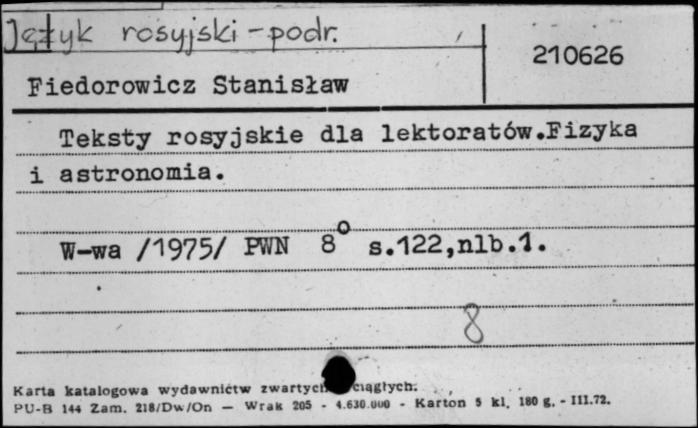 Język rosyjski - podr.
210626
Fiedorowicz Stanisław
Teksty rosyjskie dla lektoratów.Fizyka
i astronomia.
W-wa /1975/ PWN 8° s.122,nlb.1.
8
Karta katalogowa wydawnictw zwartych ciągłych.
PU-B 144 Zam. 218/Dw/On — Wrak 205 - 4.630.000 - Karton 5 kl. 180 g. - III.72.